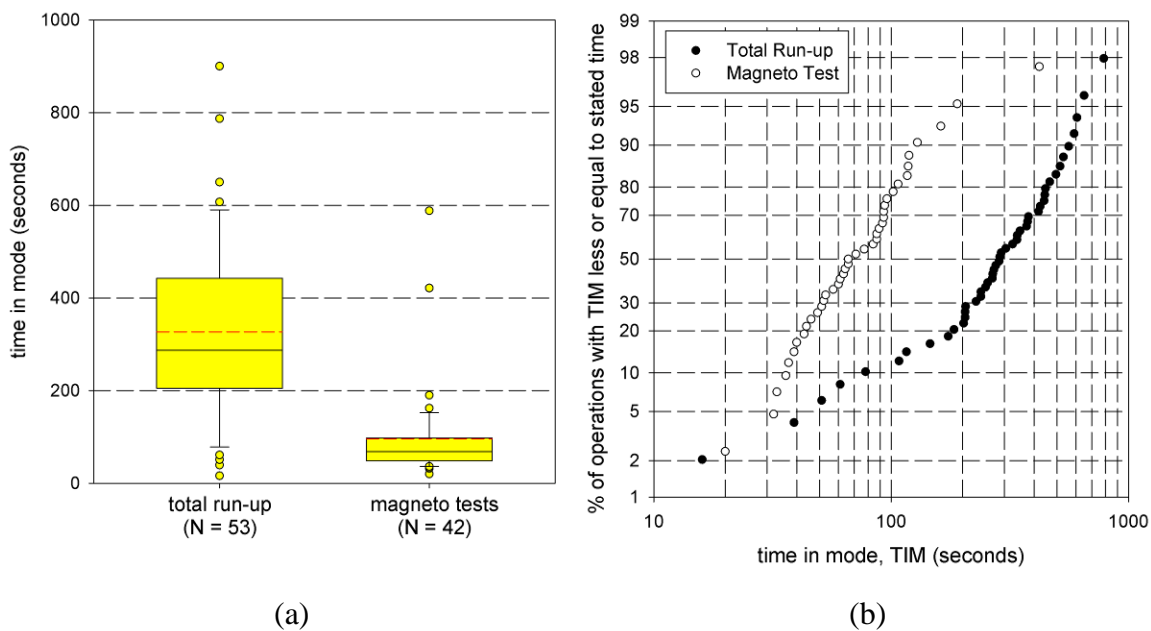 1000
800
600
400
200
0
time in mode (seconds)
total run-up
(N = 53)
magneto tests
(N = 42)
(a)
99
98
95
90
80
70
50
30
20
10
5
2
1
% of operations with TIM less or equal to stated time
Total Run-up
Magneto Test
10
100
1000
time in mode, TIM (seconds)
(b)